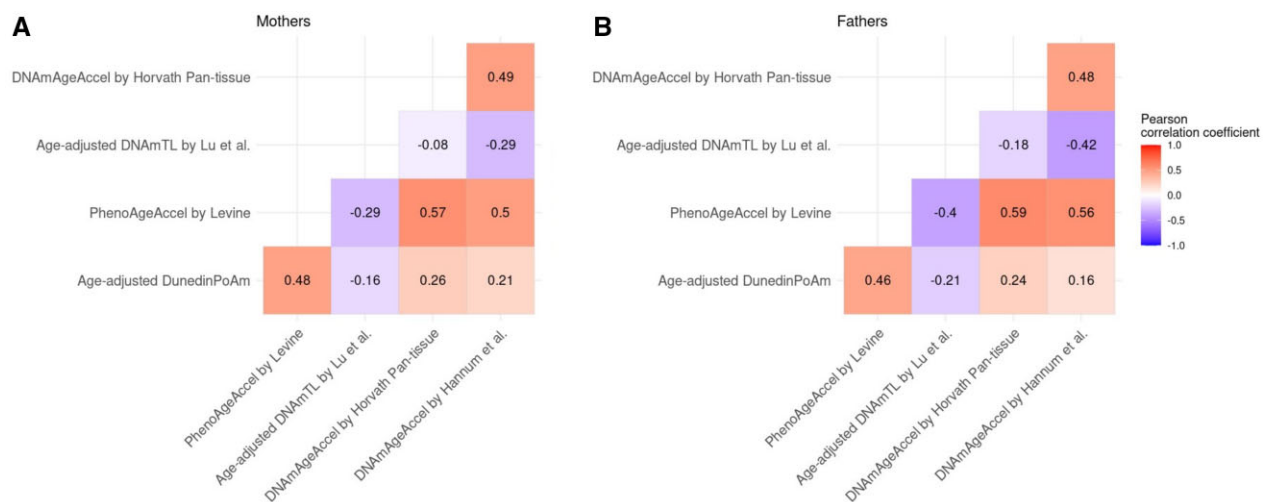 A
Mothers
DNAmAgeAccel by Horvath Pan-tissue
0.49
Age-adjusted DNAmTL by Lu et al.
-0.08
-0.29
PhenoAgeAccel by Levine
-0.29
0.57
0.5
Age-adjusted DunedinPoAm
0.48
-0.16
0.26
0.21
PhenoAgeAccel by Levine
Age-adjusted DNAmTL by Lu et al.
DNAmAgeAccel by Horvath Pan-tissue
DNAmAgeAccel by Hannum et al.
B
Fathers
DNAmAgeAccel by Horvath Pan-tissue
0.48
Age-adjusted DNAmTL by Lu et al.
-0.18
-0.42
PhenoAgeAccel by Levine
-0.4
0.59
0.56
Age-adjusted DunedinPoAm
0.46
-0.21
0.24
0.16
PhenoAgeAccel by Levine
Age-adjusted DNAmTL by Lu et al.
DNAmAgeAccel by Horvath Pan-tissue
DNAmAgeAccel by Hannum et al.
Pearson
correlation coefficient
1.0
0.5
0.0
-0.5
-1.0